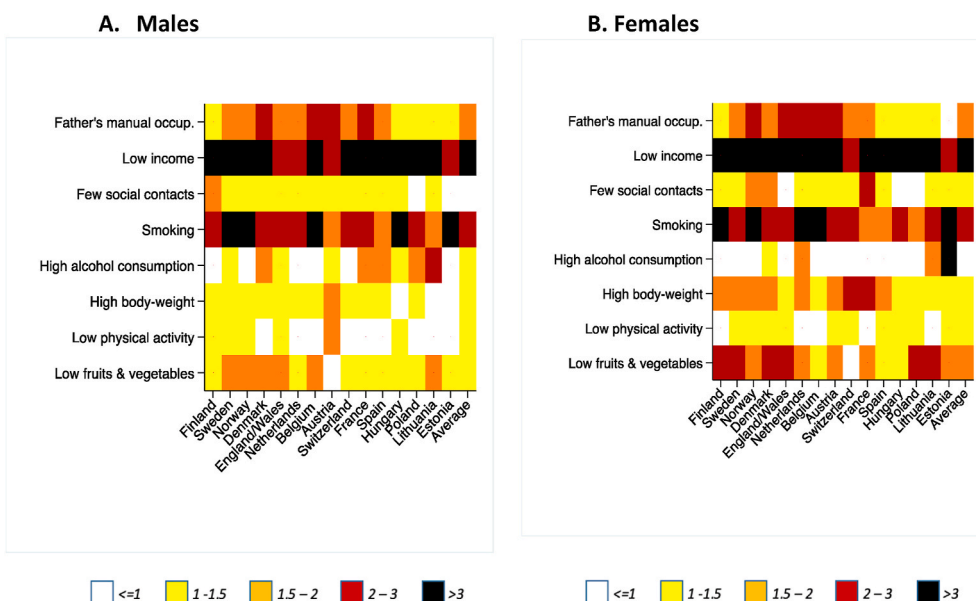 A. Males
Father's manual occup.
Low income
Few social contacts
Smoking
High alcohol consumption
High body-weight
Low physical activity
Low fruits & vegetables
Finland
Sweden
Norway
Denmark
England/Wales
Netherlands
Belgium
Austria
Switzerland
France
Spain
Hungary
Poland
Lithuania
Estonia
Average
<=1
1 -1.5
1.5 – 2
2 – 3
>3
B. Females
Father's manual occup.
Low income
Few social contacts
Smoking
High alcohol consumption
High body-weight
Low physical activity
Low fruits & vegetables
Finland
Sweden
Norway
Denmark
England/Wales
Netherlands
Belgium
Austria
Switzerland
France
Spain
Hungary
Poland
Lithuania
Estonia
Average
<=1
1 -1.5
1.5 – 2
2 – 3
>3